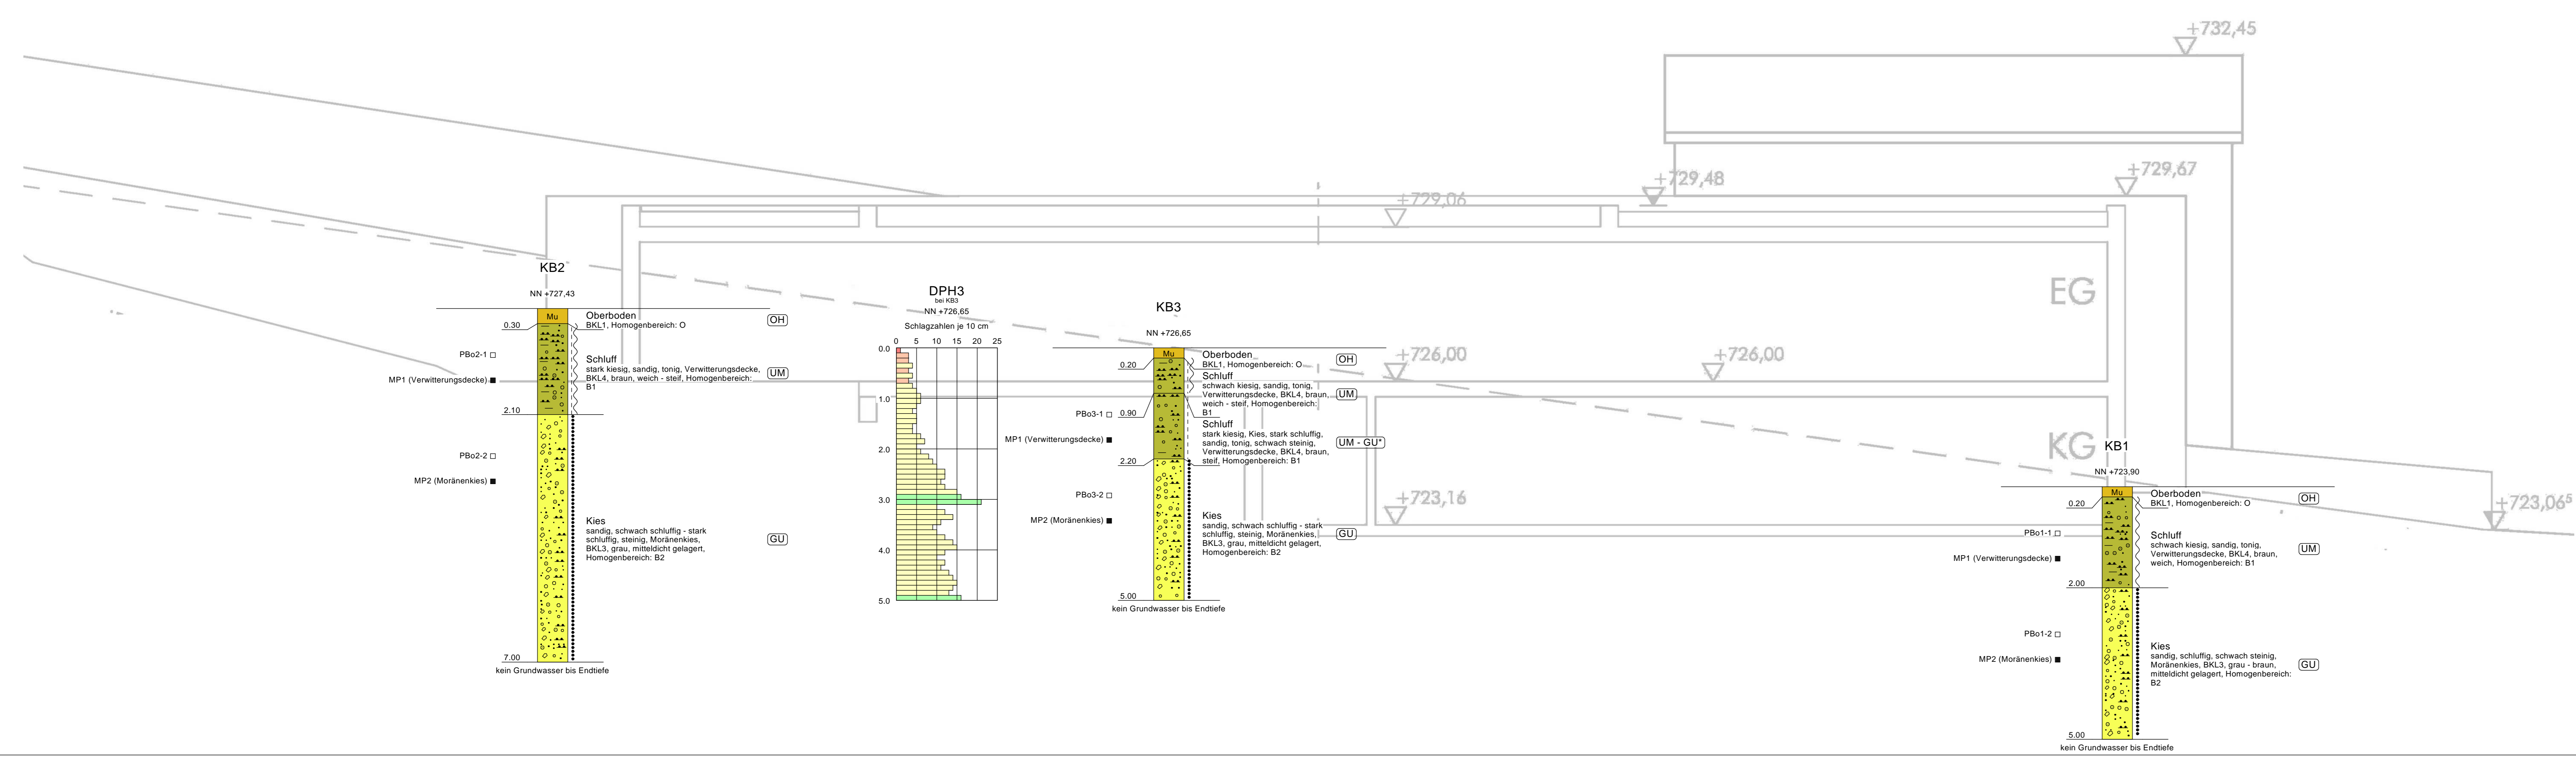 +732,45
+729,67
+729,48
+729,06
EG
+726,00
+726,00
KG
+723,16
+723,06⁵
KB2
NN +727,43
Mu
0.30
Oberboden
BKL1, Homogenbereich: O
OH
PBo2-1
MP1 (Verwitterungsdecke)
Schluff
stark kiesig, sandig, tonig, Verwitterungsdecke,
BKL4, braun, weich - steif, Homogenbereich:
B1
UM
2.10
PBo2-2
MP2 (Moränenkies)
Kies
sandig, schwach schluffig - stark
schluffig, steinig, Moränenkies,
BKL3, grau, mitteldicht gelagert,
Homogenbereich: B2
GU
7.00
kein Grundwasser bis Endtiefe
DPH3
bei KB3
NN +726,65
Schlagzahlen je 10 cm
0 5 10 15 20 25
0.0
1.0
2.0
3.0
4.0
5.0
KB3
NN +726,65
Mu
0.20
Oberboden
BKL1, Homogenbereich: O
OH
Schluff
schwach kiesig, sandig, tonig,
Verwitterungsdecke, BKL4, braun,
weich - steif, Homogenbereich:
B1
UM
PBo3-1
0.90
MP1 (Verwitterungsdecke)
Schluff
stark kiesig, Kies, stark schluffig,
sandig, tonig, schwach steinig,
Verwitterungsdecke, BKL4, braun,
steif, Homogenbereich: B1
UM - GU*
2.20
PBo3-2
MP2 (Moränenkies)
Kies
sandig, schwach schluffig - stark
schluffig, steinig, Moränenkies,
BKL3, grau, mitteldicht gelagert,
Homogenbereich: B2
GU
5.00
kein Grundwasser bis Endtiefe
KB1
NN +723,90
Mu
0.20
Oberboden
BKL1, Homogenbereich: O
OH
PBo1-1
MP1 (Verwitterungsdecke)
Schluff
schwach kiesig, sandig, tonig,
Verwitterungsdecke, BKL4, braun,
weich, Homogenbereich: B1
UM
2.00
PBo1-2
MP2 (Moränenkies)
Kies
sandig, schluffig, schwach steinig,
Moränenkies, BKL3, grau - braun,
mitteldicht gelagert, Homogenbereich:
B2
GU
5.00
kein Grundwasser bis Endtiefe